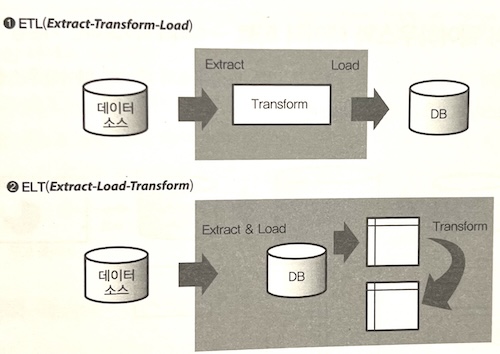 ❶ ETL(Extract-Transform-Load)
Extract
Load
데이터
소스
Transform
DB
❷ ELT(Extract-Load-Transform)
Extract & Load
Transform
데이터
소스
DB